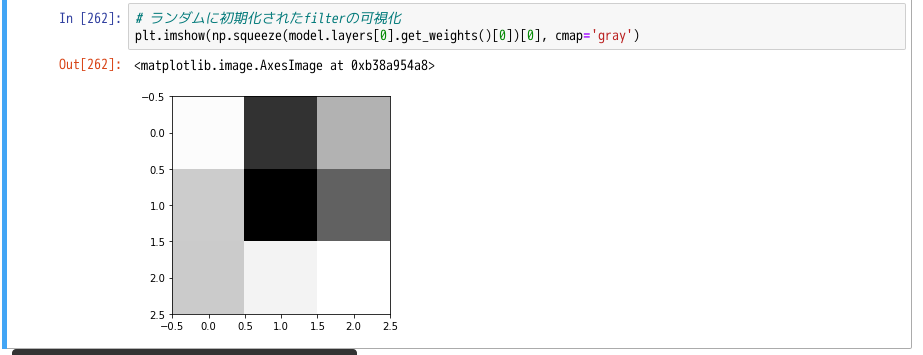 In [262]: # ランダムに初期化されたfilterの可視化
plt.imshow(np.squeeze(model.layers[0].get_weights()[0])[0], cmap='gray')
Out[262]: <matplotlib.image.AxesImage at 0xb38a954a8>
−0.5
0.0
0.5
1.0
1.5
2.0
2.5
−0.5 0.0 0.5 1.0 1.5 2.0 2.5